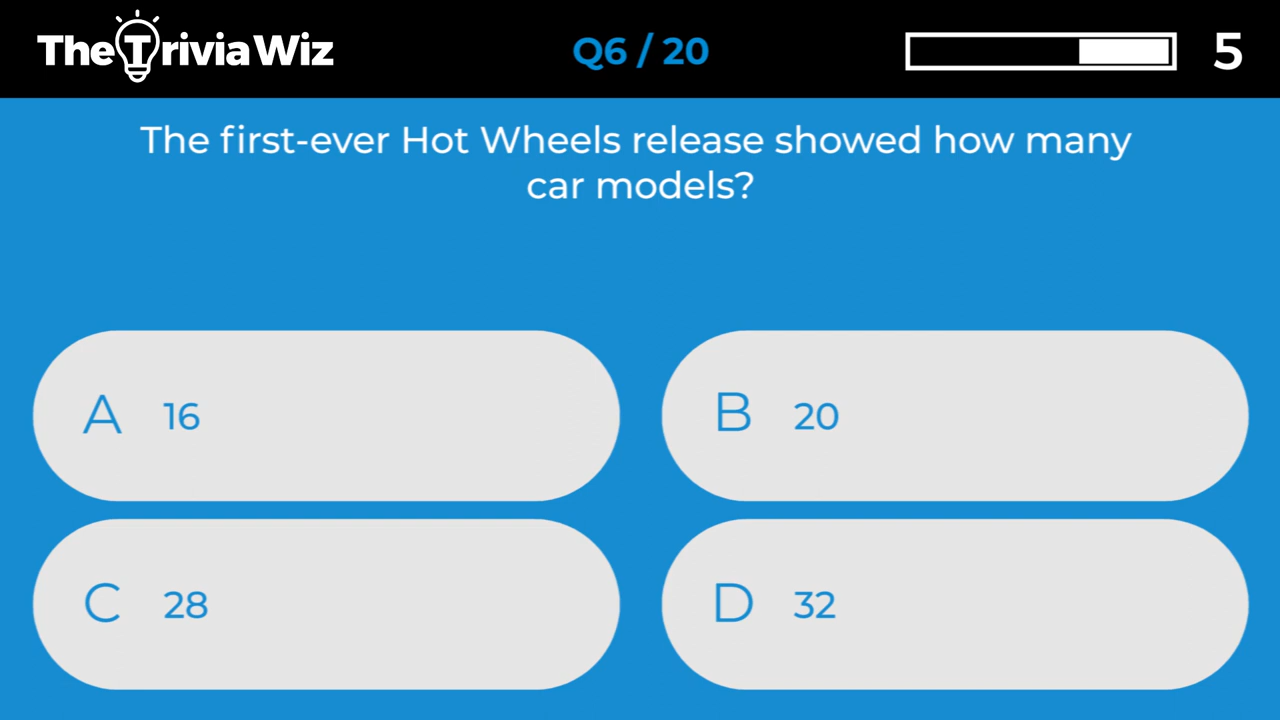 The Trivia Wiz
Q6 / 20
5
The first-ever Hot Wheels release showed how many
car models?
A 16
B 20
C 28
D 32